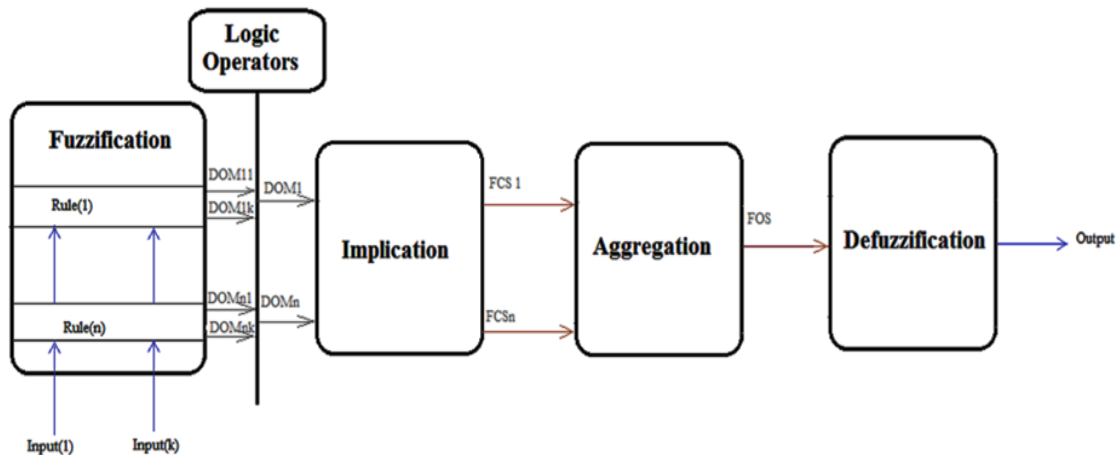 Logic
Operators
Fuzzification
DOM11
Rule(1)
DOM1k
DOM1
FCS 1
Implication
Aggregation
FOS
Defuzzification
Output
DOMn1
DOMn
Rule(n)
DOMnk
FCSn
Input(1)
Input(k)